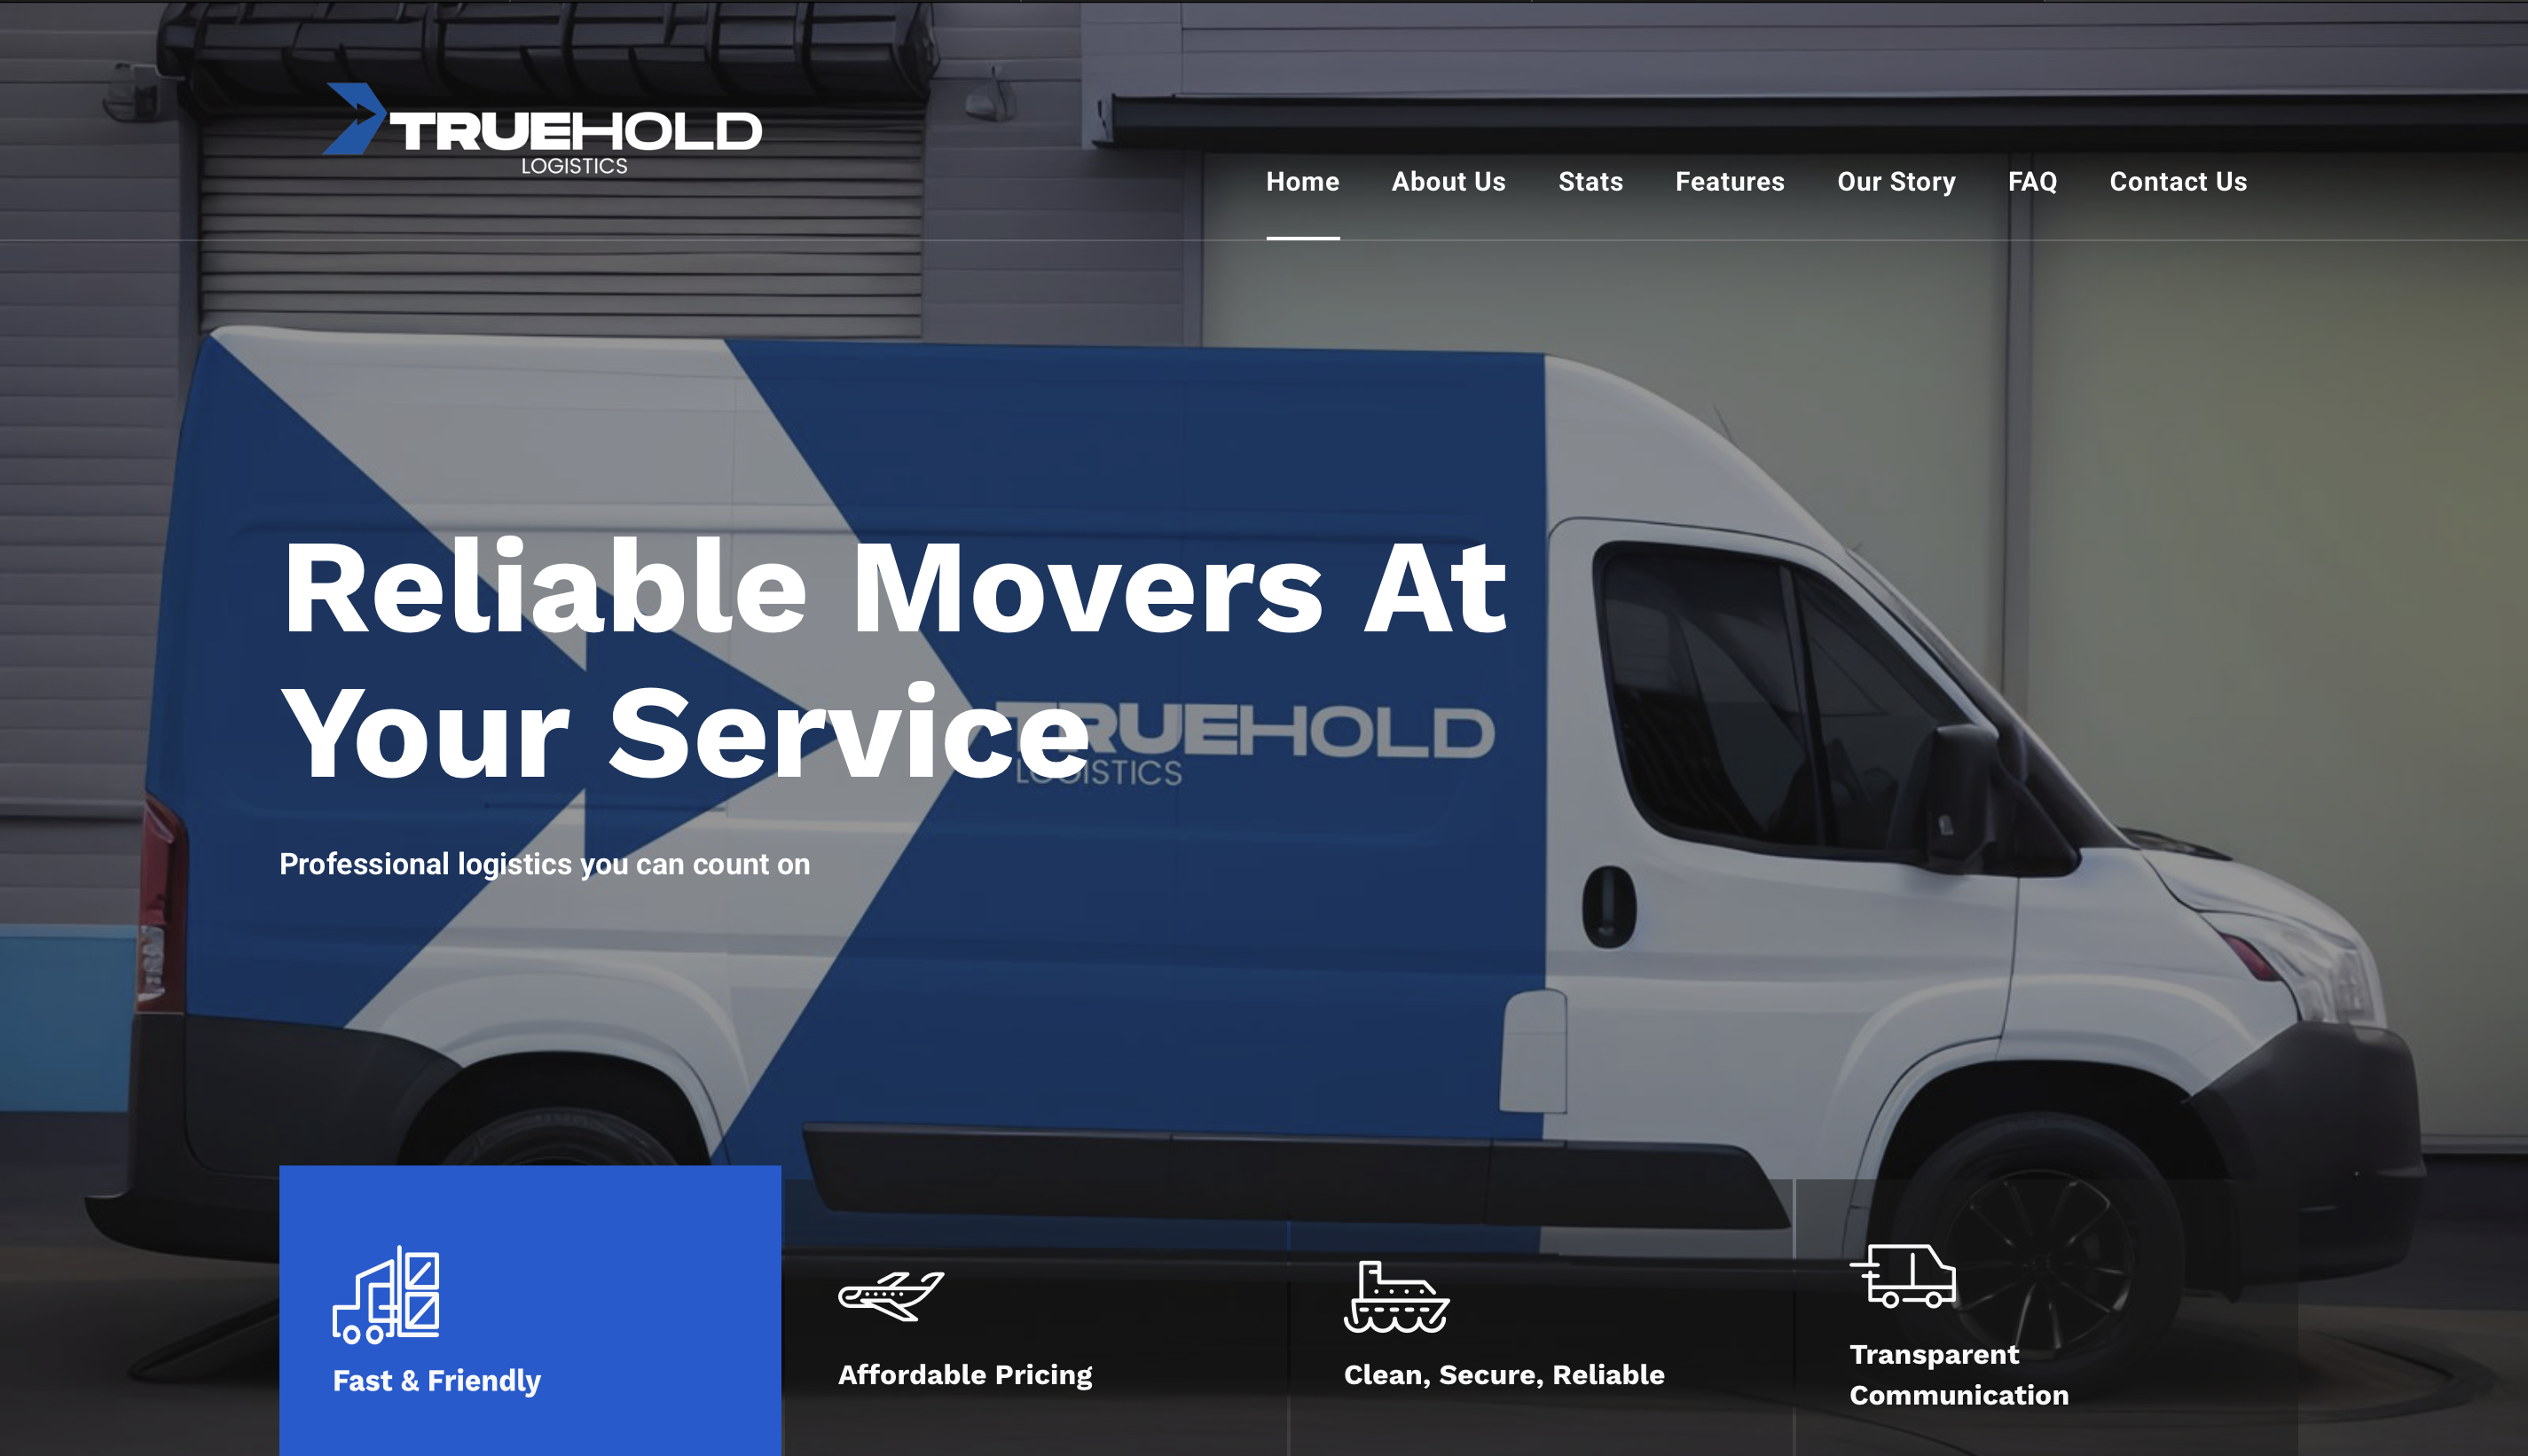 TRUEHOLD
LOGISTICS
Home About Us Stats Features Our Story FAQ Contact Us
Reliable Movers At
Your Service
TRUEHOLD
LOGISTICS
Professional logistics you can count on
Fast & Friendly
Affordable Pricing
Clean, Secure, Reliable
Transparent
Communication